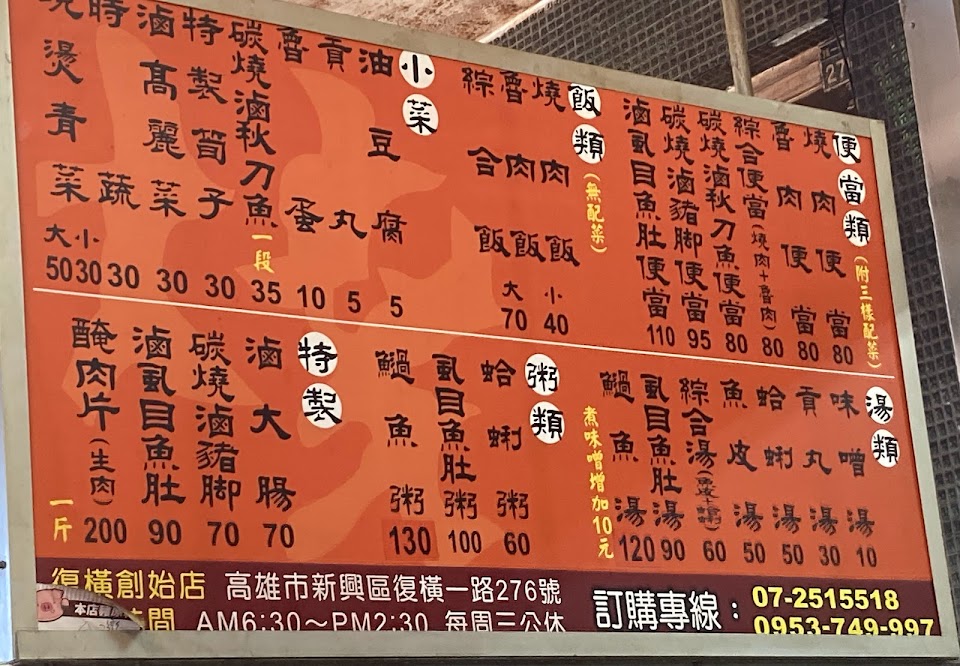 便當類(附三樣配菜)
燒肉便當 80
魯肉便當 80
綜合便當(燒肉+魯肉) 80
碳燒滷秋刀魚便當 80
碳燒滷豬脚便當 95
滷虱目魚肚便當 110
飯類(無配菜)
燒肉飯
魯肉飯
綜合飯
大 70
小 40
小菜
油豆腐 5
貢丸 5
魯蛋 10
碳燒滷秋刀魚一段 35
特製筍子 30
滷高麗菜 30
時蔬 30
燙青菜 大50 小30
湯類
味噌湯 10
貢丸湯 30
蛤蜊湯 50
魚皮湯 50
綜合湯 60
虱目魚肚湯 90
鍋魚湯 120
煮味噌增加10元
粥類
蛤蜊粥 60
虱目魚肚粥 100
鍋魚粥 130
特製
滷大腸 70
碳燒滷豬脚 70
滷虱目魚肚 90
醃肉片(生肉) 一斤 200
復橫創始店 高雄市新興區復橫一路276號
間 AM6:30~PM2:30 每周三公休
訂購專線: 07-2515518
0953-749-997
本店
27